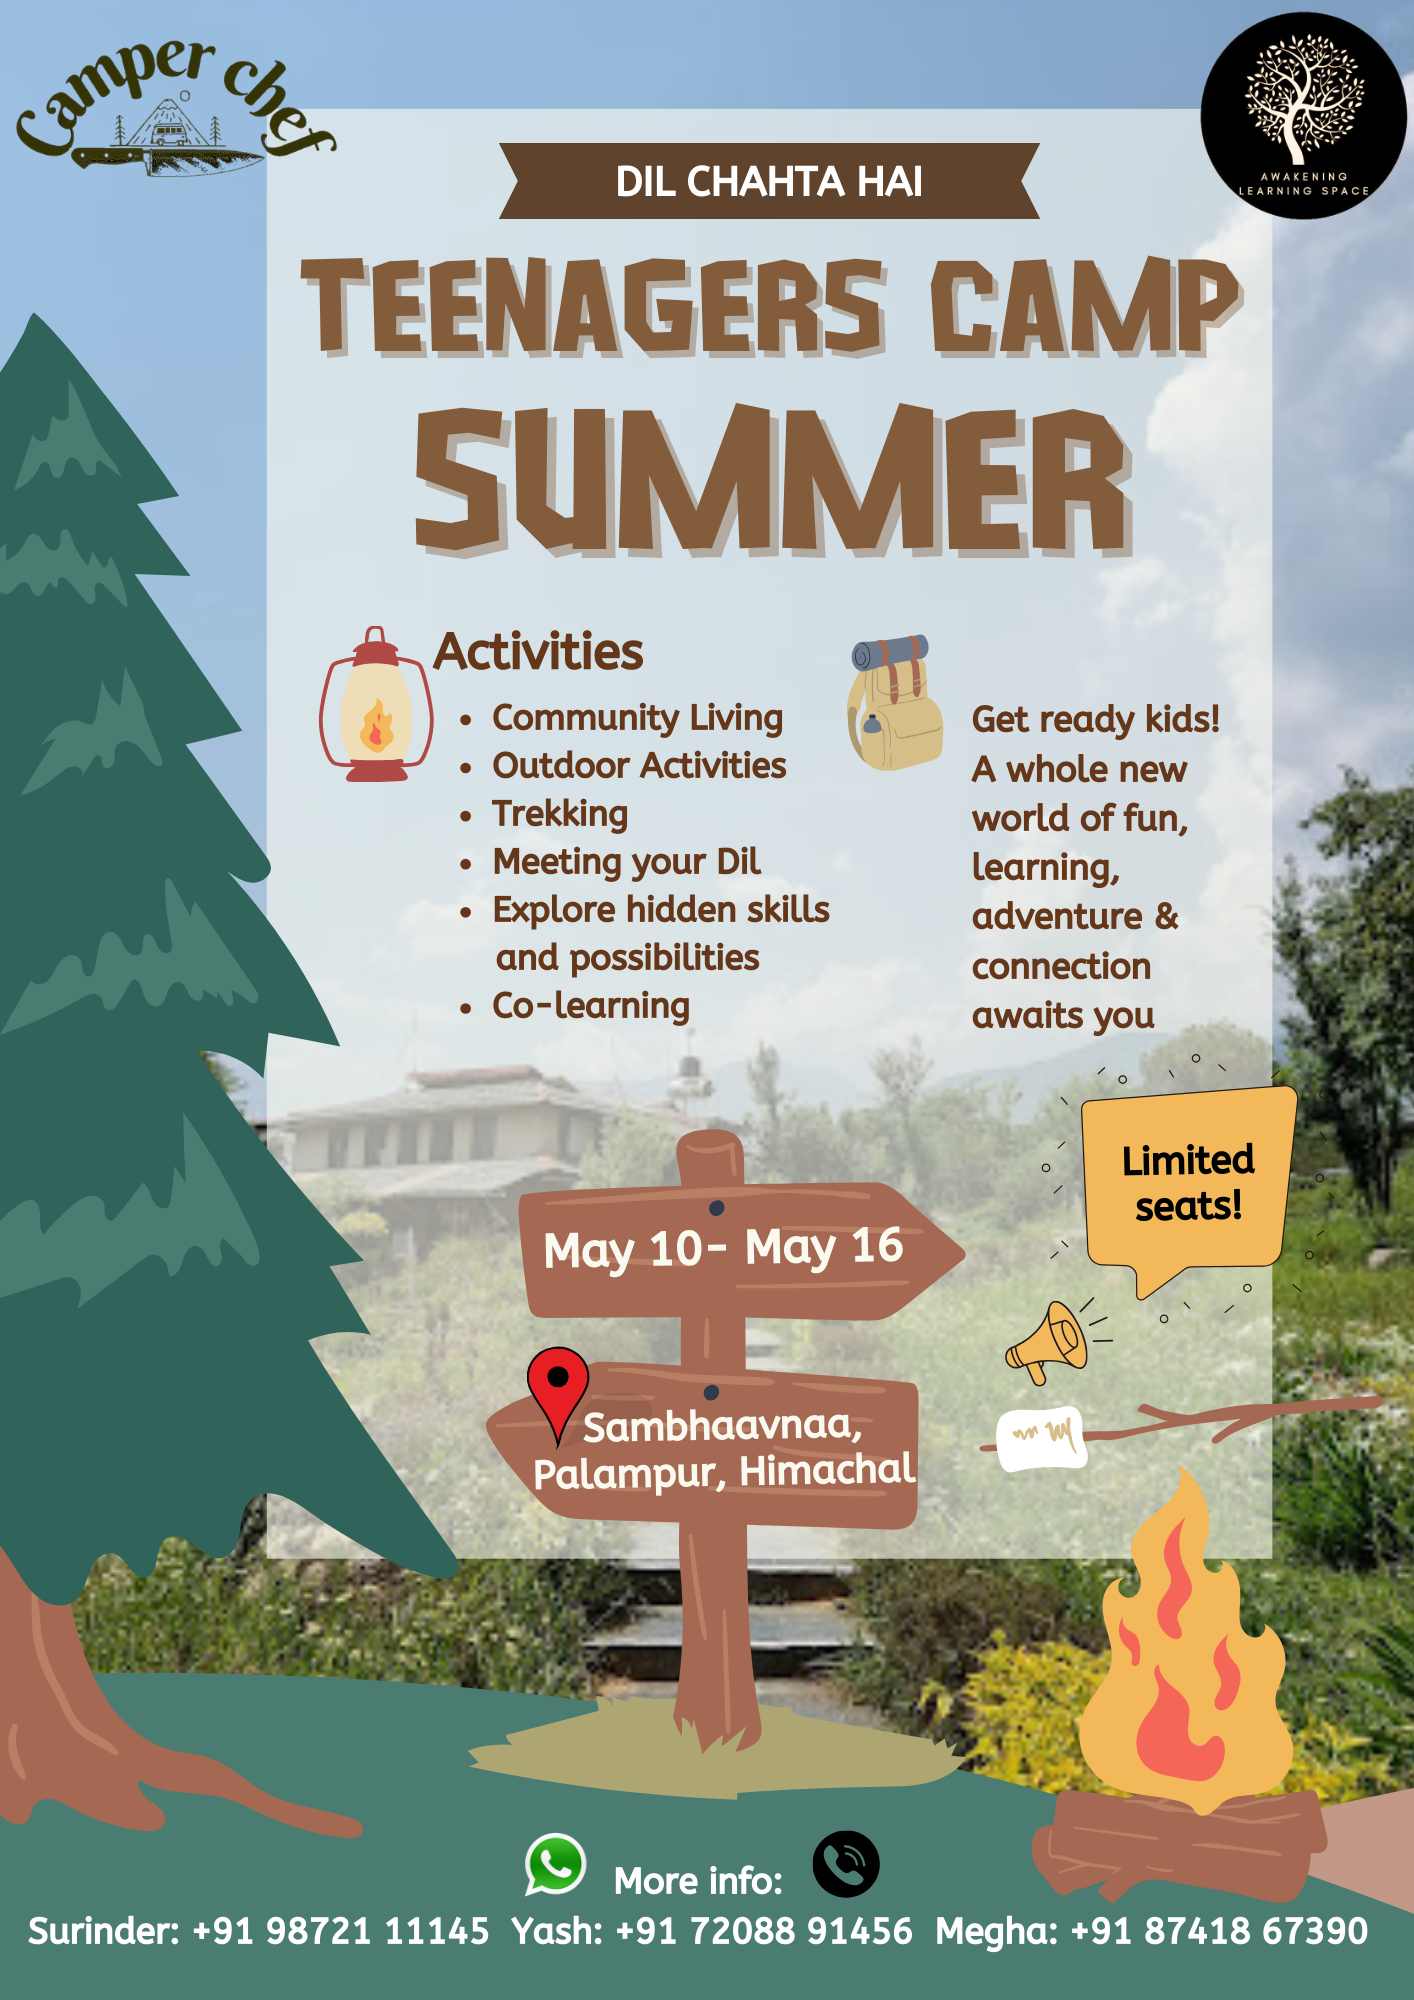 Camper chef
AWAKENING
LEARNING SPACE
DIL CHAHTA HAI
TEENAGERS CAMP
SUMMER
Activities
• Community Living
• Outdoor Activities
• Trekking
• Meeting your Dil
• Explore hidden skills
and possibilities
• Co-learning
Get ready kids!
A whole new
world of fun,
learning,
adventure &
connection
awaits you
Limited
seats!
May 10- May 16
Sambhaavnaa,
Palampur, Himachal
More info:
Surinder: +91 98721 11145 Yash: +91 72088 91456 Megha: +91 87418 67390